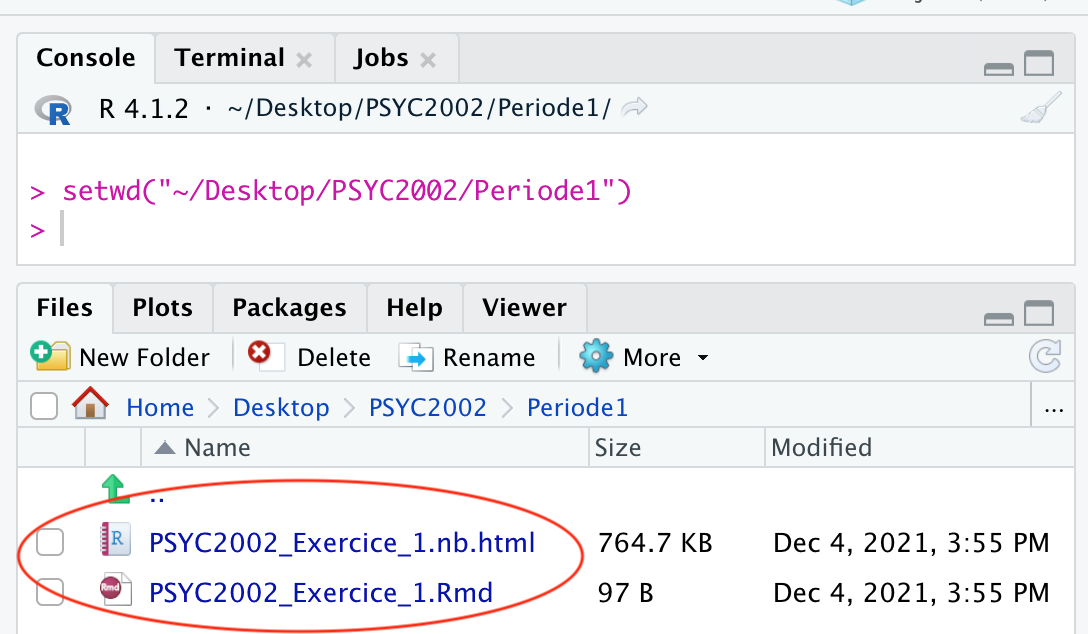 Console Terminal Jobs
R 4.1.2 · ~/Desktop/PSYC2002/Periode1/
> setwd("~/Desktop/PSYC2002/Periode1")
>
Files Plots Packages Help Viewer
New Folder Delete Rename More
Home Desktop PSYC2002 Periode1 ...
Name Size Modified
..
R PSYC2002_Exercice_1.nb.html 764.7 KB Dec 4, 2021, 3:55 PM
Rmd PSYC2002_Exercice_1.Rmd 97 B Dec 4, 2021, 3:55 PM